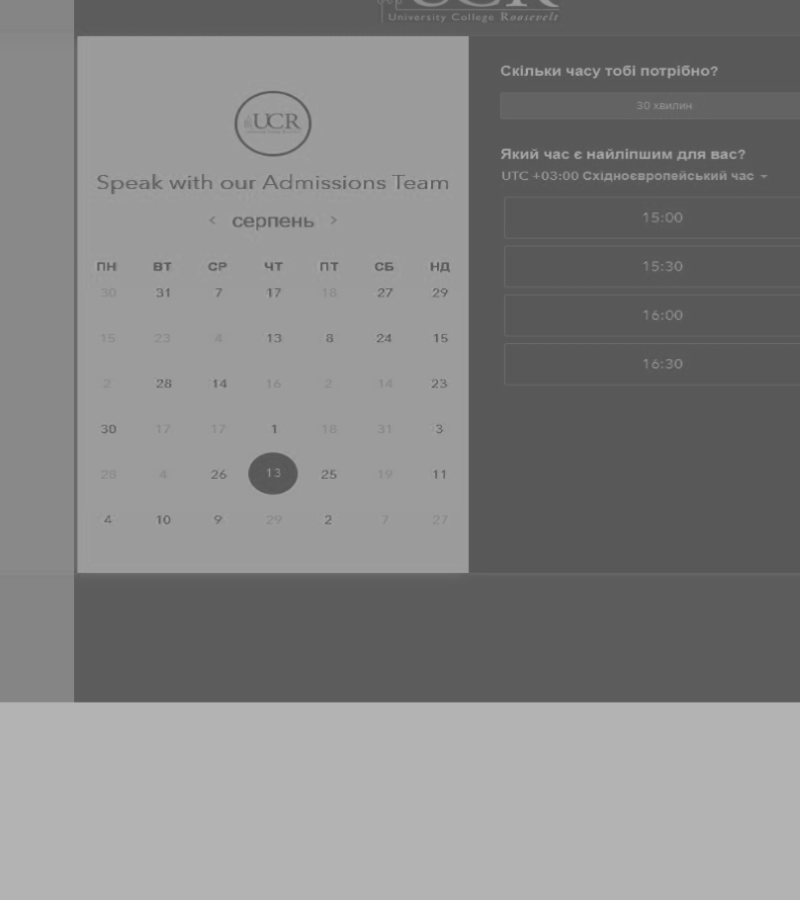 UCR
University College Roosevelt
UCR
Speak with our Admissions Team
< серпень >
ПН ВТ СР ЧТ ПТ СБ НД
30 31 7 17 18 27 29
15 23 4 13 8 24 15
2 28 14 16 2 14 23
30 17 17 1 18 31 3
28 4 26 13 25 19 11
4 10 9 29 2 7 27
Скільки часу тобі потрібно?
30 хвилин
Який час є найліпшим для вас?
UTC +03:00 Східноєвропейський час
15:00
15:30
16:00
16:30